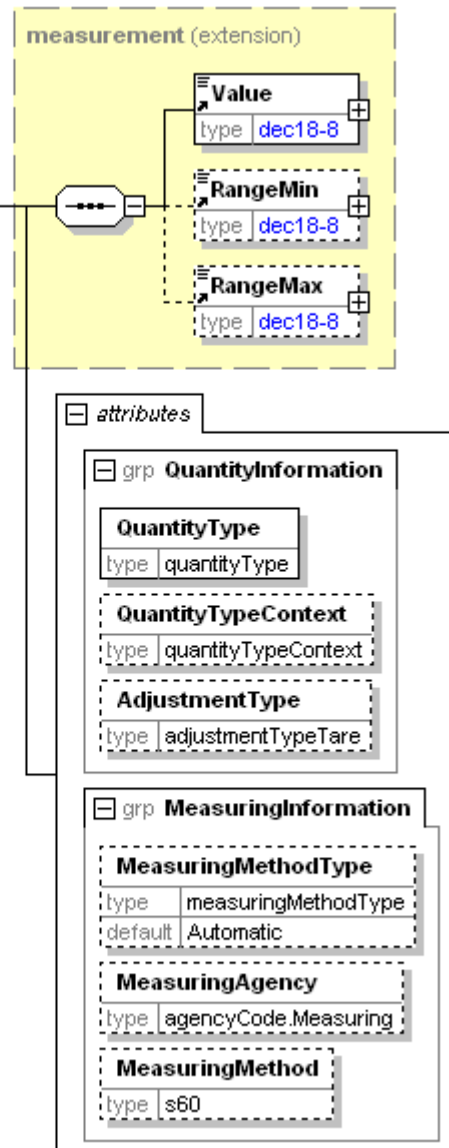 measurement (extension)
Value
type dec18-8
RangeMin
type dec18-8
RangeMax
type dec18-8
attributes
grp QuantityInformation
QuantityType
type quantityType
QuantityTypeContext
type quantityTypeContext
AdjustmentType
type adjustmentTypeTare
grp MeasuringInformation
MeasuringMethodType
type measuringMethodType
default Automatic
MeasuringAgency
type agencyCode.Measuring
MeasuringMethod
type s60